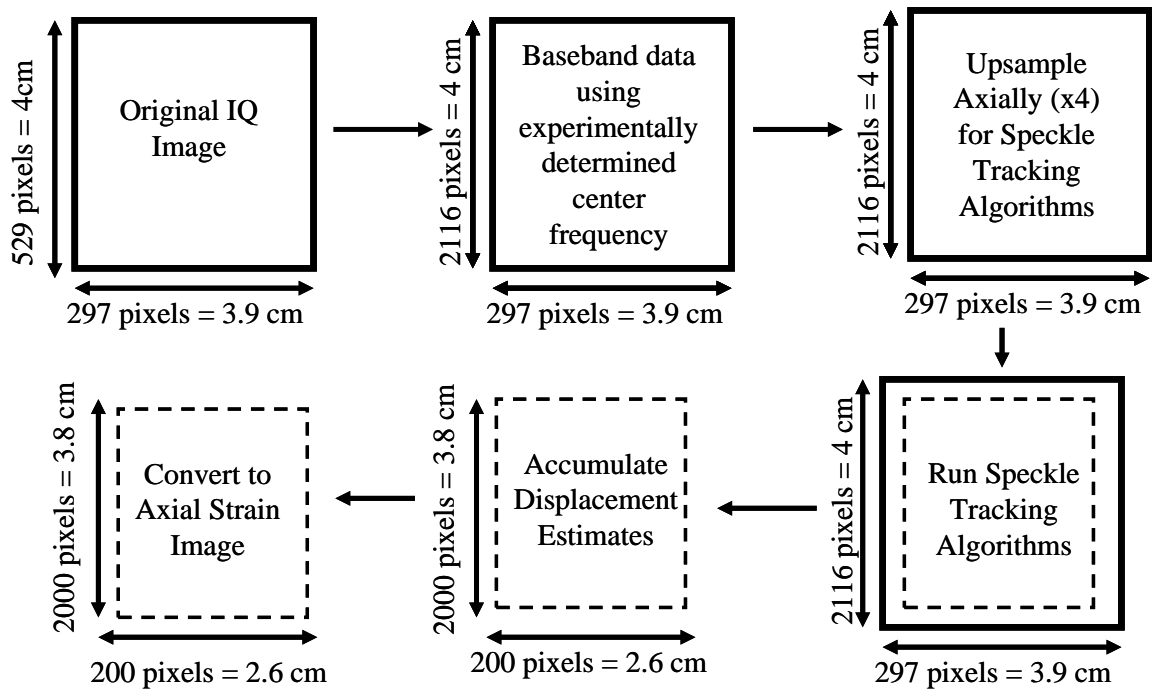 529 pixels = 4cm
Original IQ
Image
297 pixels = 3.9 cm
2116 pixels = 4 cm
Baseband data
using
experimentally
determined
center
frequency
297 pixels = 3.9 cm
2116 pixels = 4 cm
Upsample
Axially (x4)
for Speckle
Tracking
Algorithms
297 pixels = 3.9 cm
2116 pixels = 4 cm
Run Speckle
Tracking
Algorithms
297 pixels = 3.9 cm
2000 pixels = 3.8 cm
Accumulate
Displacement
Estimates
200 pixels = 2.6 cm
2000 pixels = 3.8 cm
Convert to
Axial Strain
Image
200 pixels = 2.6 cm